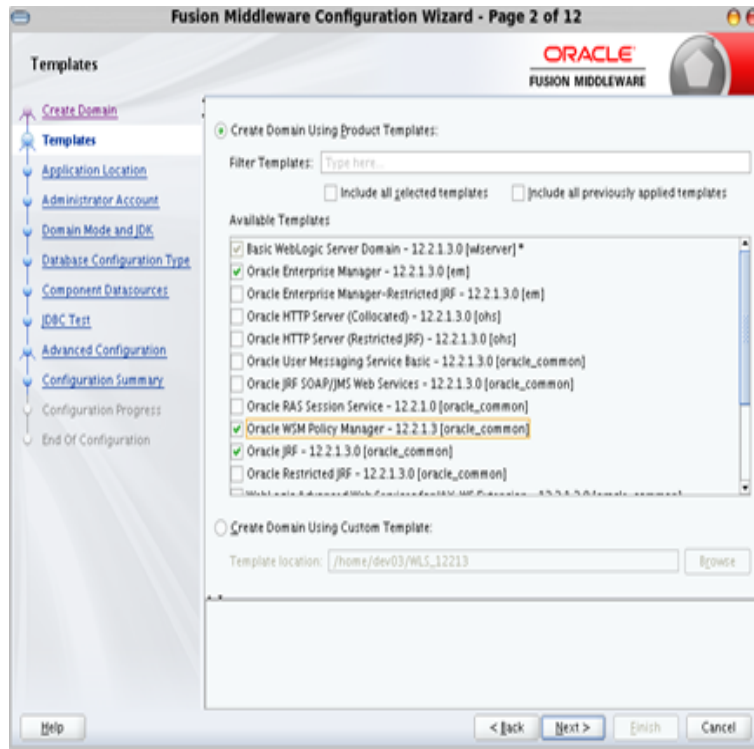 Fusion Middleware Configuration Wizard - Page 2 of 12
Templates
ORACLE
FUSION MIDDLEWARE
Create Domain
Templates
Application Location
Administrator Account
Domain Mode and JDK
Database Configuration Type
Component Datasources
JDBC Test
Advanced Configuration
Configuration Summary
Configuration Progress
End Of Configuration
Create Domain Using Product Templates:
Filter Templates: Type here...
Include all selected templates Include all previously applied templates
Available Templates
Basic WebLogic Server Domain - 12.2.1.3.0 [wlserver] *
Oracle Enterprise Manager - 12.2.1.3.0 [em]
Oracle Enterprise Manager-Restricted JRF - 12.2.1.3.0 [em]
Oracle HTTP Server (Collocated) - 12.2.1.3.0 [ohs]
Oracle HTTP Server (Restricted JRF) - 12.2.1.3.0 [ohs]
Oracle User Messaging Service Basic - 12.2.1.3.0 [oracle_common]
Oracle JRF SOAP/JMS Web Services - 12.2.1.3.0 [oracle_common]
Oracle RAS Session Service - 12.2.1.0 [oracle_common]
Oracle WSM Policy Manager - 12.2.1.3 [oracle_common]
Oracle JRF - 12.2.1.3.0 [oracle_common]
Oracle Restricted JRF - 12.2.1.3.0 [oracle_common]
Create Domain Using Custom Template:
Template location: /home/dev03/WLS_12213 Browse
Help < Back Next > Finish Cancel